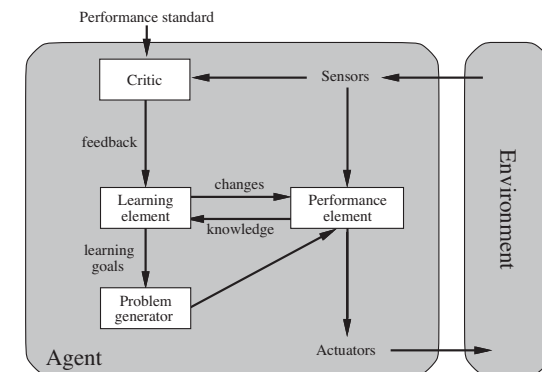 Performance standard
Critic
Sensors
feedback
Learning
element
changes
knowledge
Performance
element
learning
goals
Problem
generator
Actuators
Agent
Environment